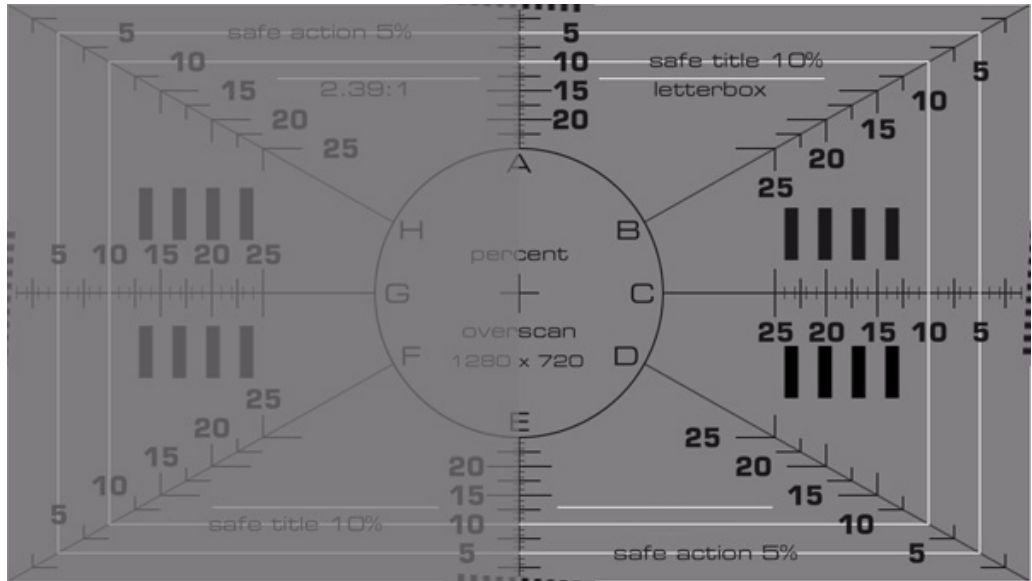 5 safe action 5% 5
10 10 safe title 10% 5
15 2.39:1 15 letterbox 10
20 20 15
25 20
A 25
H B
5 10 15 20 25 percent
G C
overscan 25 20 15 10 5
F 1280 x 720 D
25
20 E 25
15 20 20
10 15 15
5 safe title 10% 10 10
5 safe action 5% 5